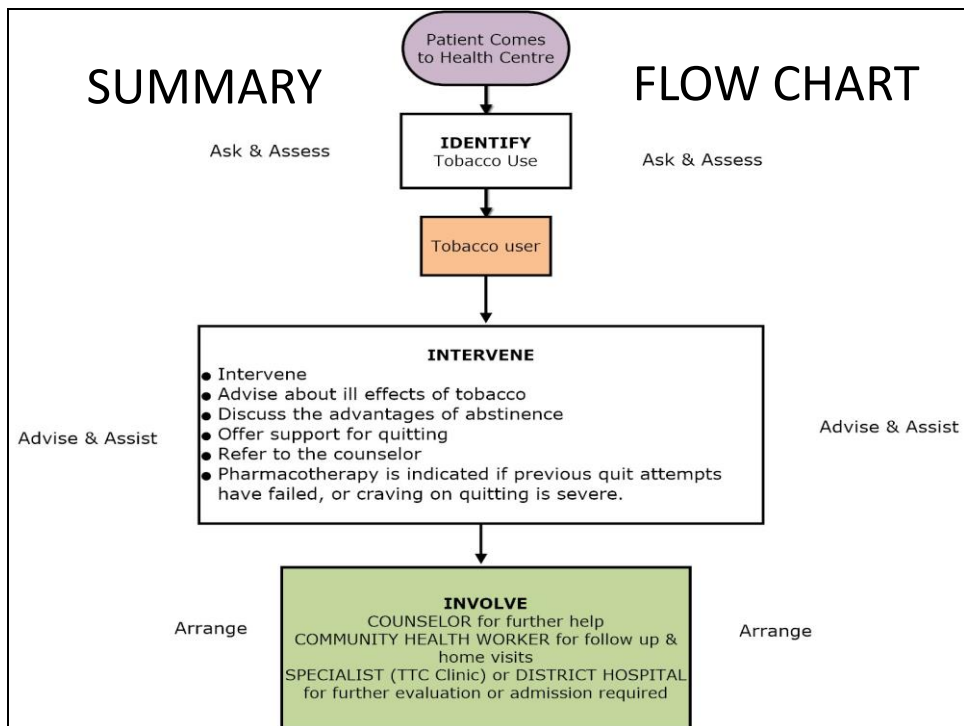 Patient Comes
to Health Centre
SUMMARY
FLOW CHART
IDENTIFY
Tobacco Use
Ask & Assess
Ask & Assess
Tobacco user
INTERVENE
● Intervene
● Advise about ill effects of tobacco
● Discuss the advantages of abstinence
● Offer support for quitting
● Refer to the counselor
● Pharmacotherapy is indicated if previous quit attempts
have failed, or craving on quitting is severe.
Advise & Assist
Advise & Assist
INVOLVE
COUNSELOR for further help
COMMUNITY HEALTH WORKER for follow up &
home visits
SPECIALIST (TTC Clinic) or DISTRICT HOSPITAL
for further evaluation or admission required
Arrange
Arrange